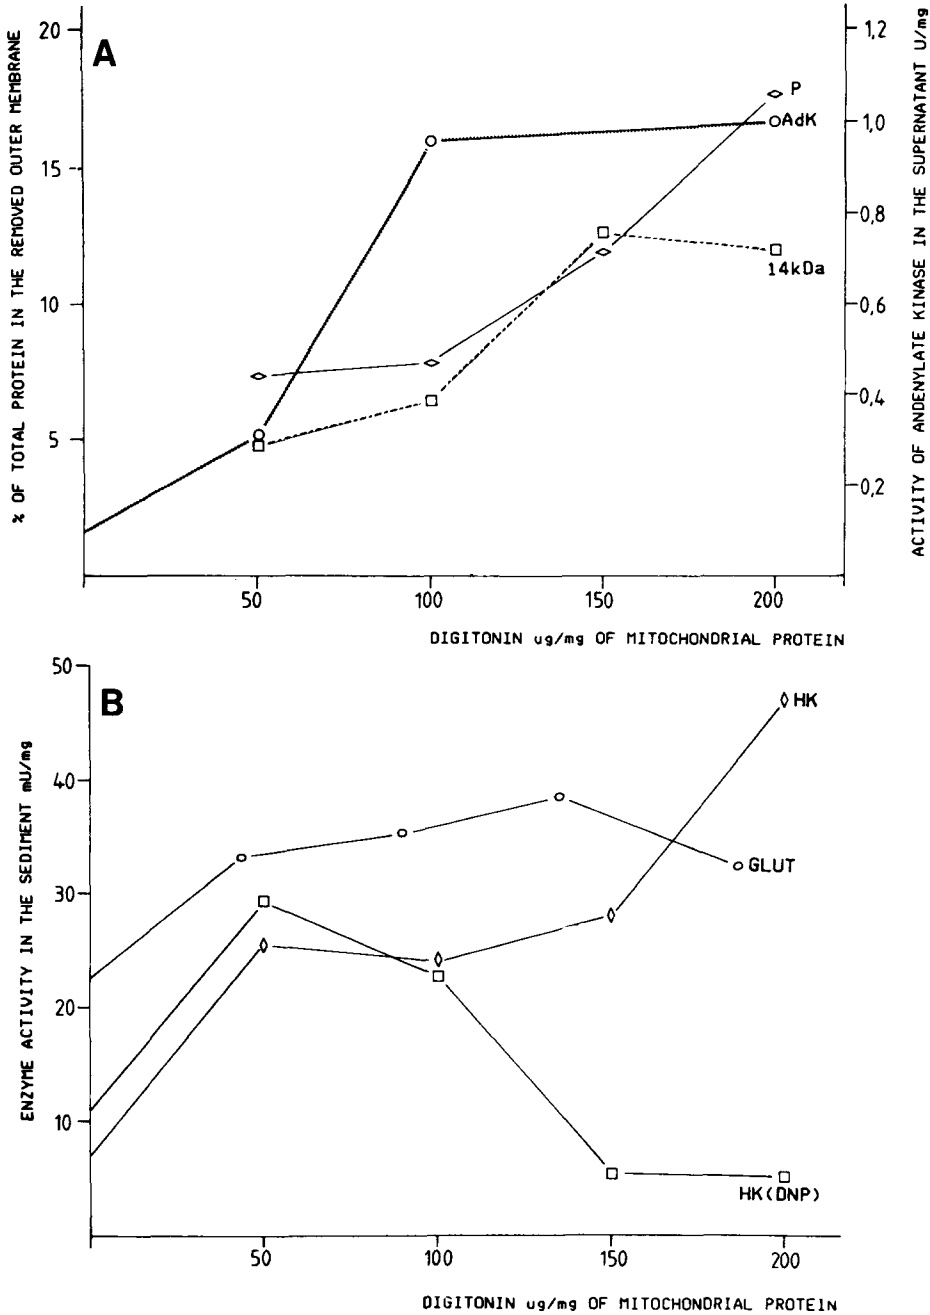 % OF TOTAL PROTEIN IN THE REMOVED OUTER MEMBRANE
A
20
15
10
5
1,2
1,0
0,8
0,6
0,4
0,2
P
AdK
14kDa
ACTIVITY OF ANDENYLATE KINASE IN THE SUPERNATANT U/mg
50 100 150 200
DIGITONIN ug/mg OF MITOCHONDRIAL PROTEIN
ENZYME ACTIVITY IN THE SEDIMENT mU/mg
B
50
40
30
20
10
HK
GLUT
HK(DNP)
50 100 150 200
DIGITONIN ug/mg OF MITOCHONDRIAL PROTEIN